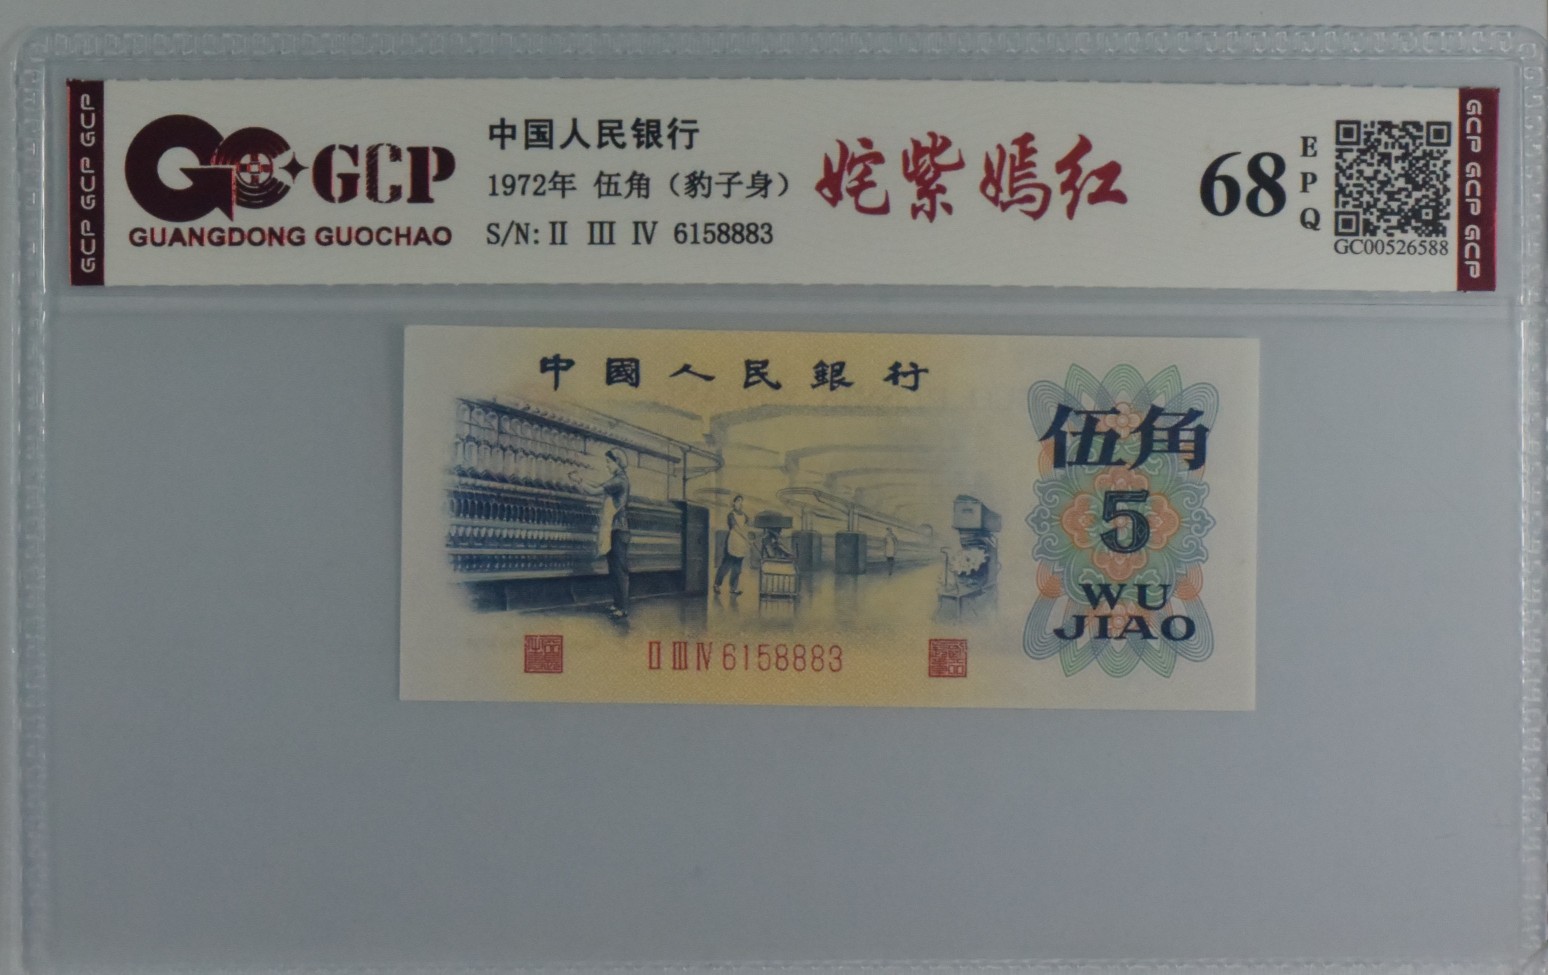 GCP GCP GCP
GCP
GUANGDONG GUOCHAO
中国人民银行
1972年 伍角（豹子身）
S/N: II III IV 6158883
姹紫嫣红
68
EPQ
GC00526588
GCP GCP GCP
中國人民銀行
伍角
5
WU
JIAO
II III IV 6158883